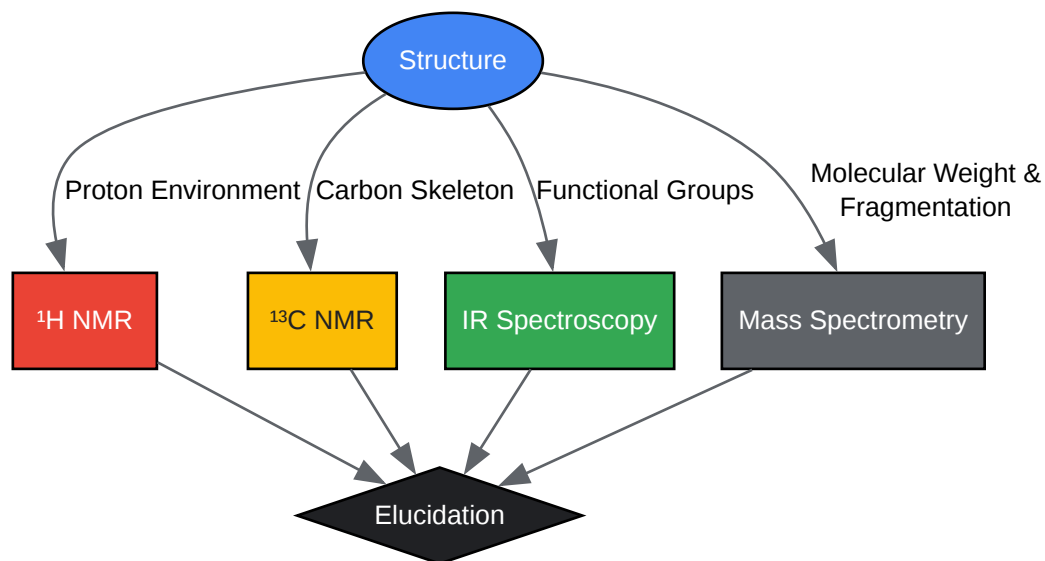 Structure
Proton Environment
Carbon Skeleton
Functional Groups
Molecular Weight &
Fragmentation
¹H NMR
¹³C NMR
IR Spectroscopy
Mass Spectrometry
Elucidation